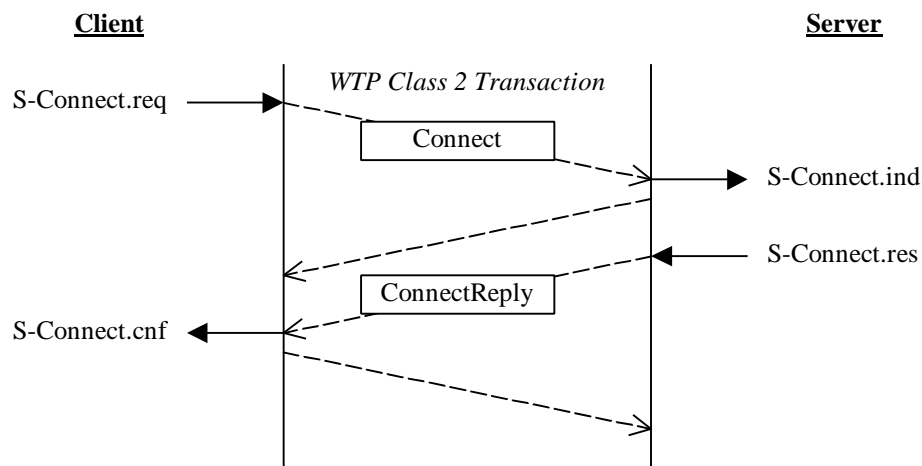 Client
Server
WTP Class 2 Transaction
S-Connect.req
Connect
S-Connect.ind
S-Connect.res
ConnectReply
S-Connect.cnf